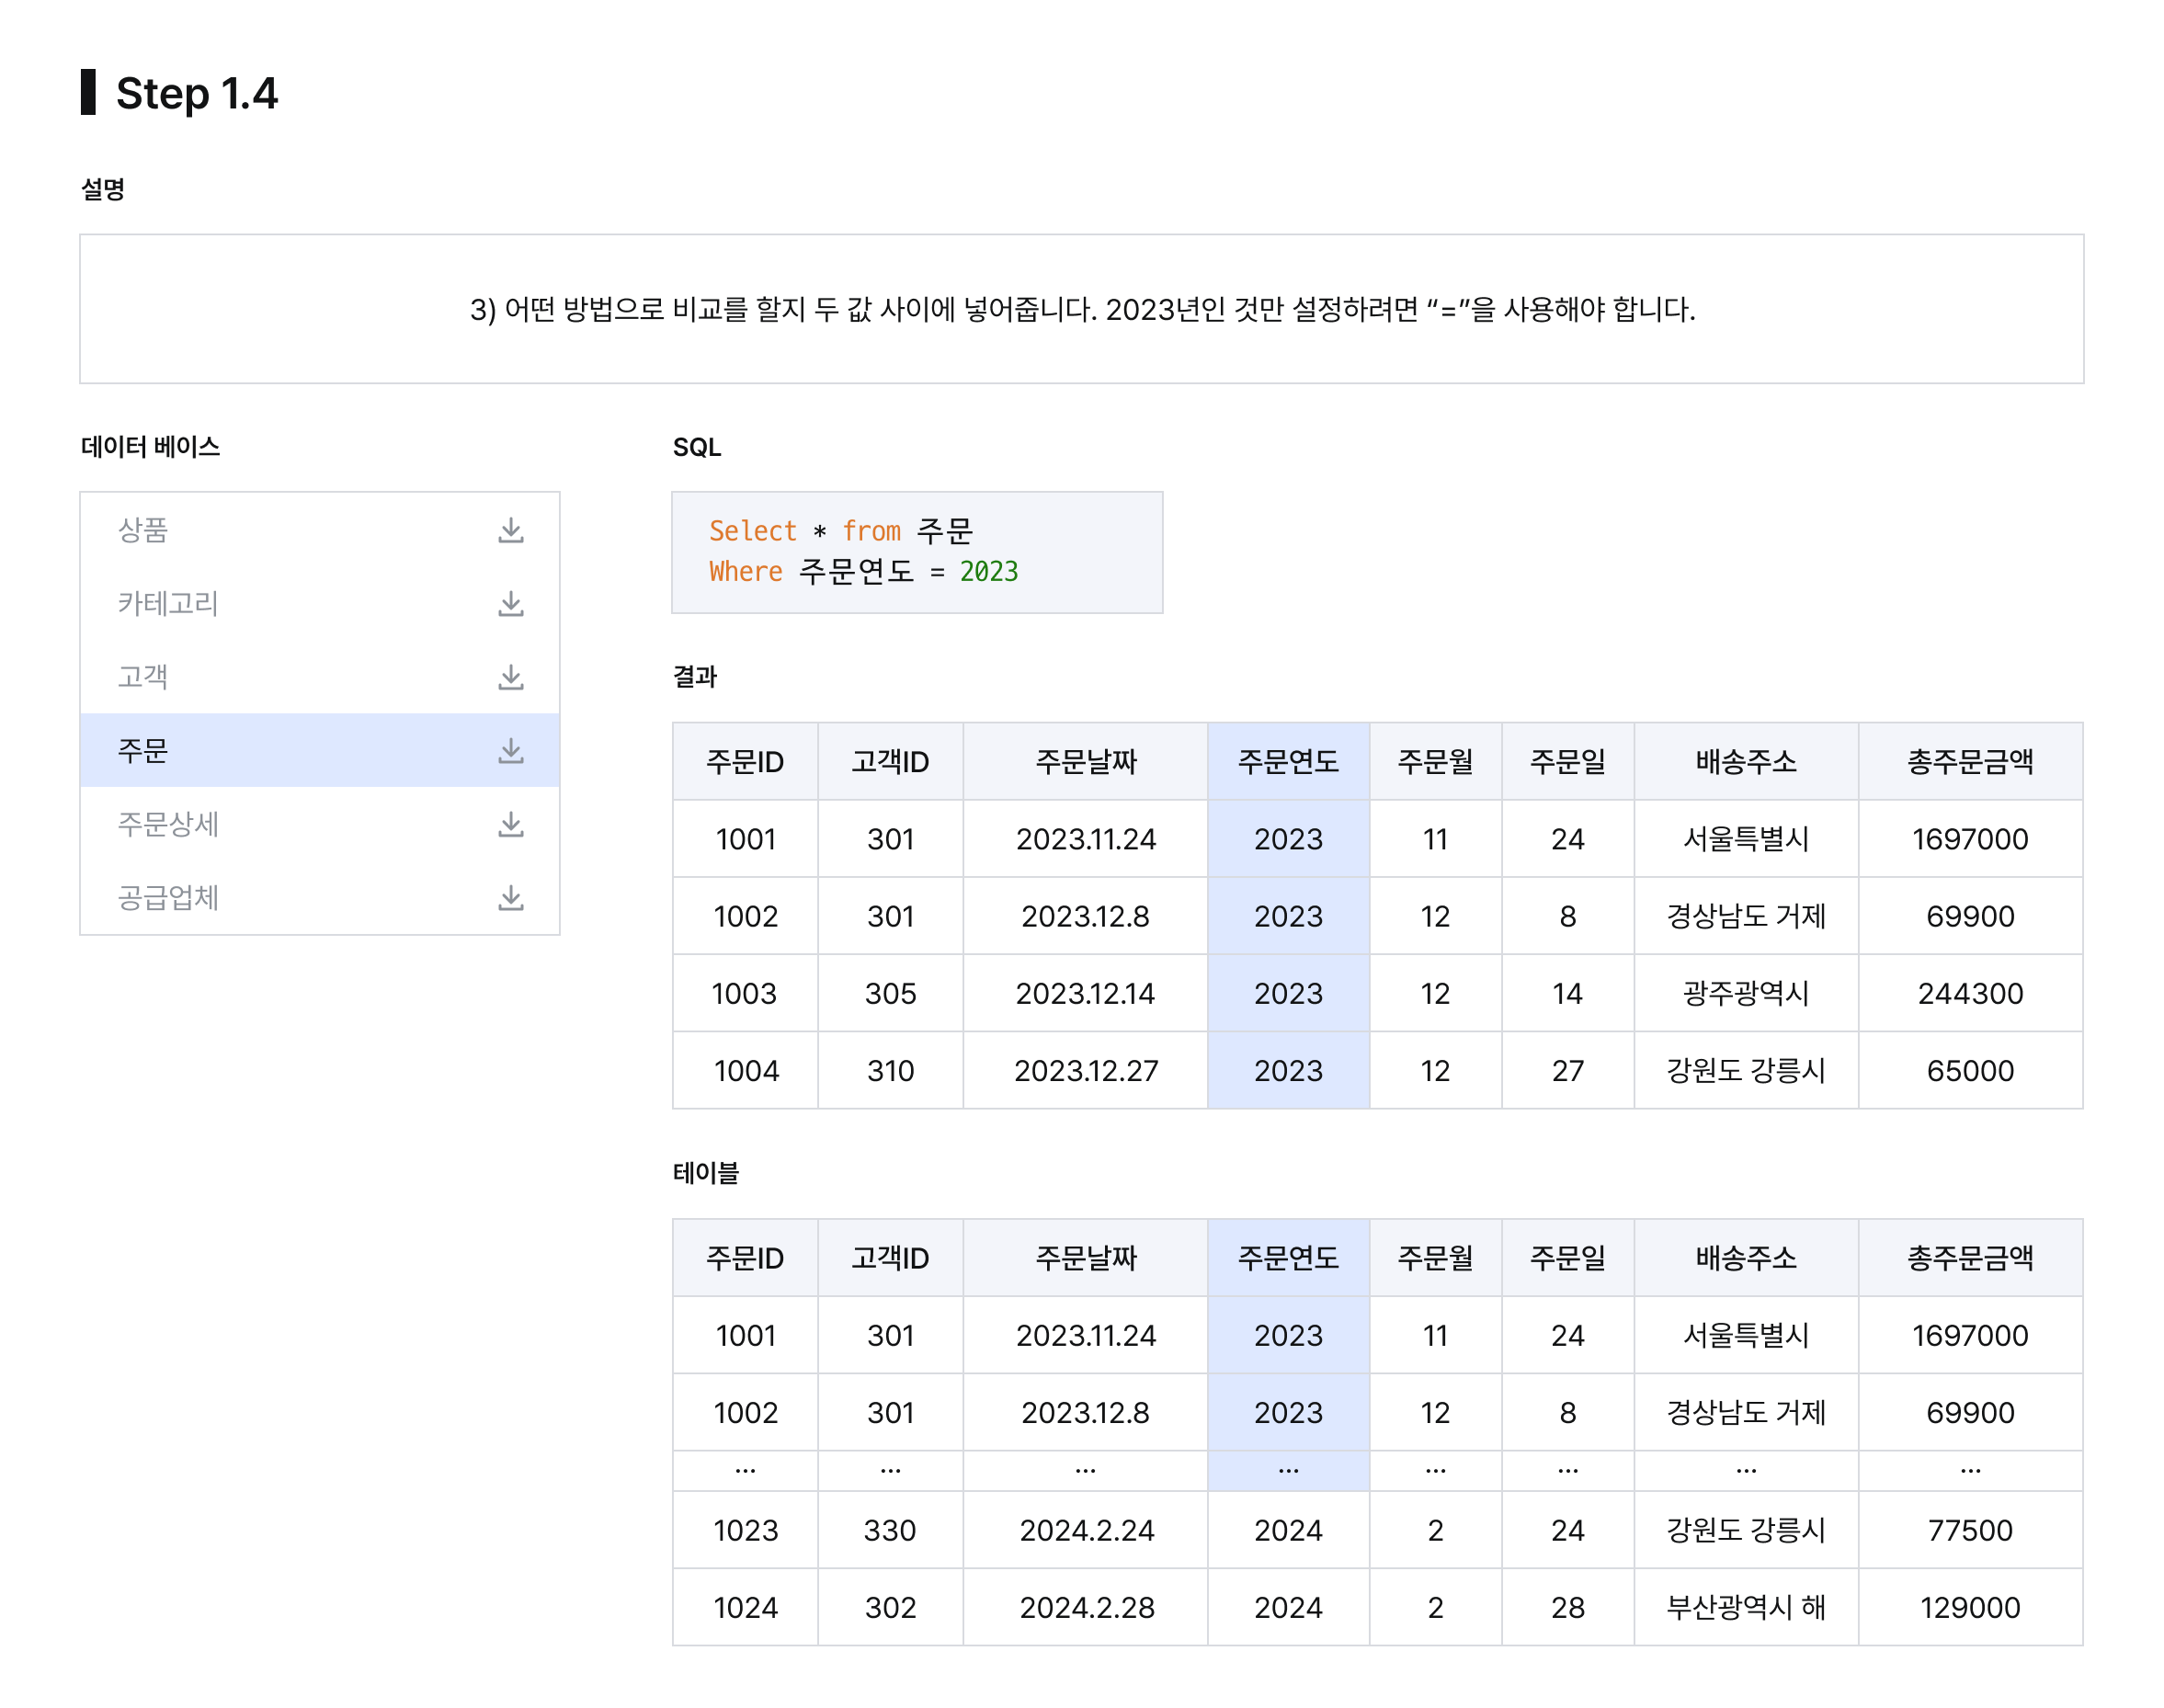 Step 1.4
설명
3) 어떤 방법으로 비교를 할지 두 값 사이에 넣어줍니다. 2023년인 것만 설정하려면 “=”을 사용해야 합니다.
데이터 베이스
상품
카테고리
고객
주문
주문상세
공급업체
SQL
Select * from 주문
Where 주문연도 = 2023
결과
주문ID 고객ID 주문날짜 주문연도 주문월 주문일 배송주소 총주문금액
1001 301 2023.11.24 2023 11 24 서울특별시 1697000
1002 301 2023.12.8 2023 12 8 경상남도 거제 69900
1003 305 2023.12.14 2023 12 14 광주광역시 244300
1004 310 2023.12.27 2023 12 27 강원도 강릉시 65000
테이블
주문ID 고객ID 주문날짜 주문연도 주문월 주문일 배송주소 총주문금액
1001 301 2023.11.24 2023 11 24 서울특별시 1697000
1002 301 2023.12.8 2023 12 8 경상남도 거제 69900
... ... ... ... ... ... ... ...
1023 330 2024.2.24 2024 2 24 강원도 강릉시 77500
1024 302 2024.2.28 2024 2 28 부산광역시 해 129000